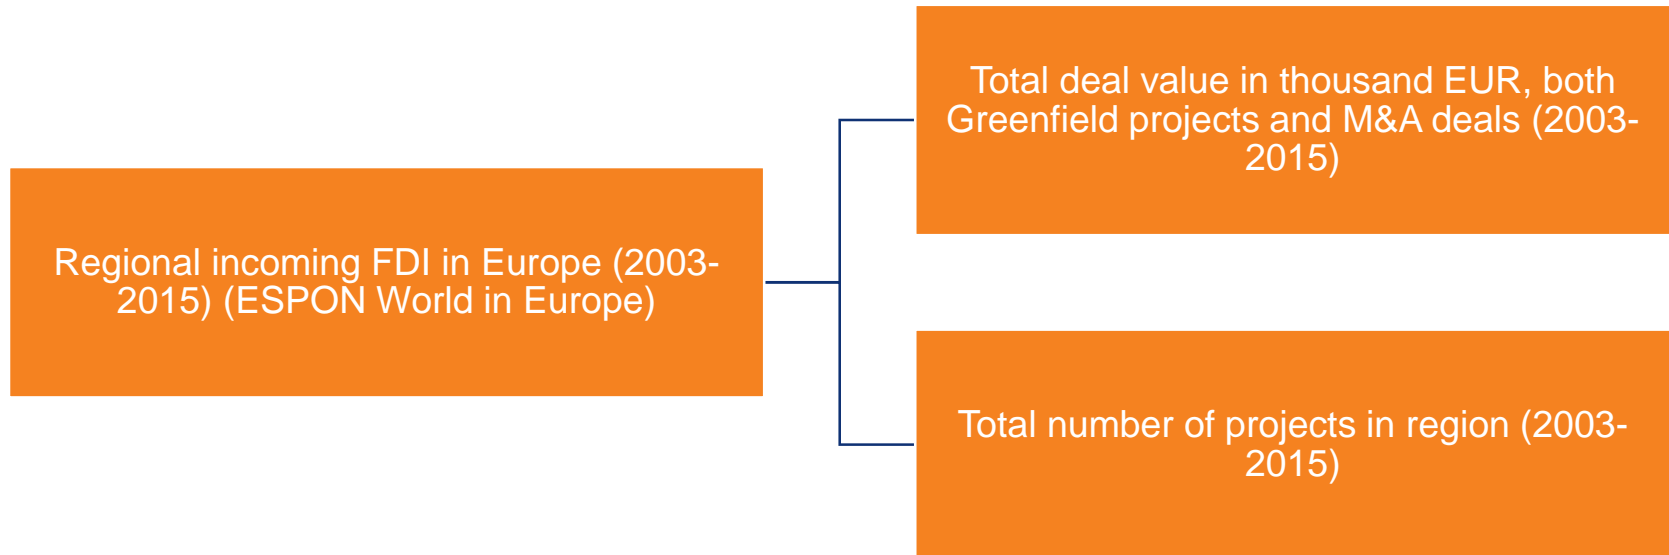 Regional incoming FDI in Europe (2003-
2015) (ESPON World in Europe)
Total deal value in thousand EUR, both
Greenfield projects and M&A deals (2003-
2015)
Total number of projects in region (2003-
2015)